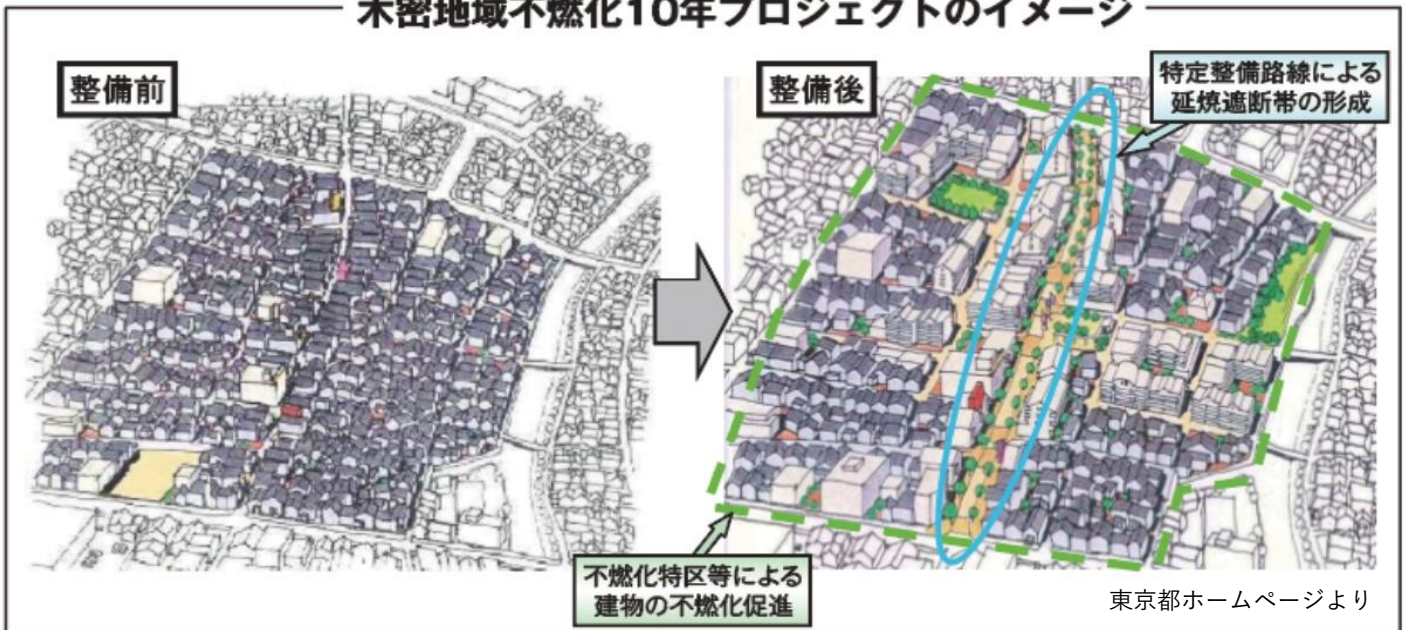 木密地域不燃化10年プロジェクトのイメージ
整備前
整備後
特定整備路線による
延焼遮断帯の形成
不燃化特区等による
建物の不燃化促進
東京都ホームページより